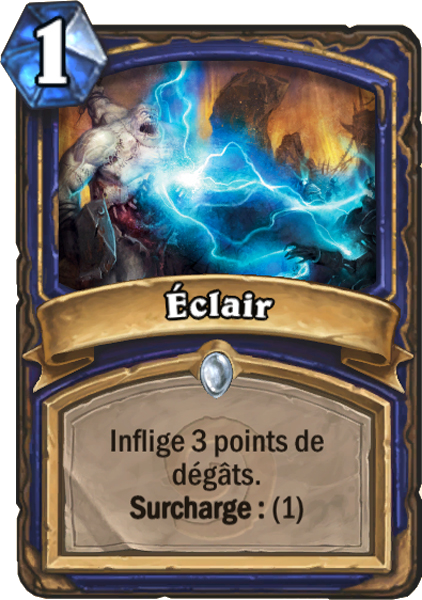 1
Éclair
Inflige 3 points de
dégâts.
Surcharge : (1)